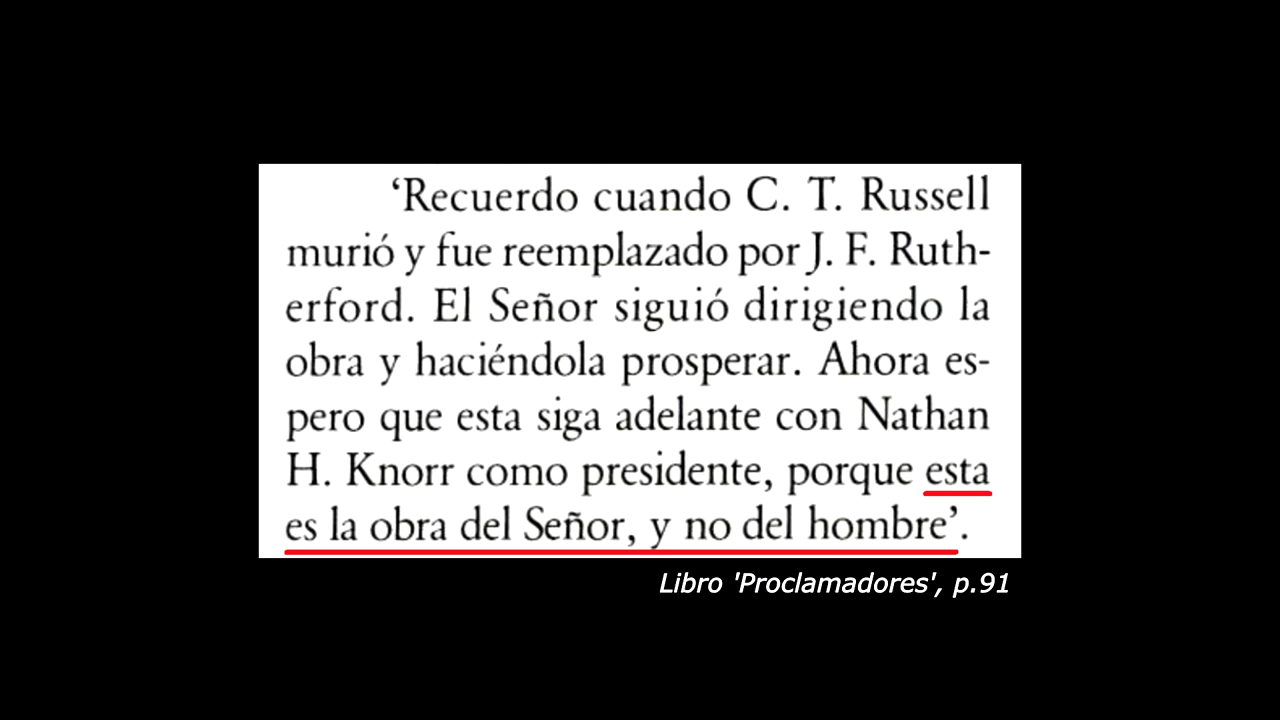 ‘Recuerdo cuando C. T. Russell
murió y fue reemplazado por J. F. Ruth-
erford. El Señor siguió dirigiendo la
obra y haciéndola prosperar. Ahora es-
pero que esta siga adelante con Nathan
H. Knorr como presidente, porque esta
es la obra del Señor, y no del hombre’.
Libro 'Proclamadores', p.91